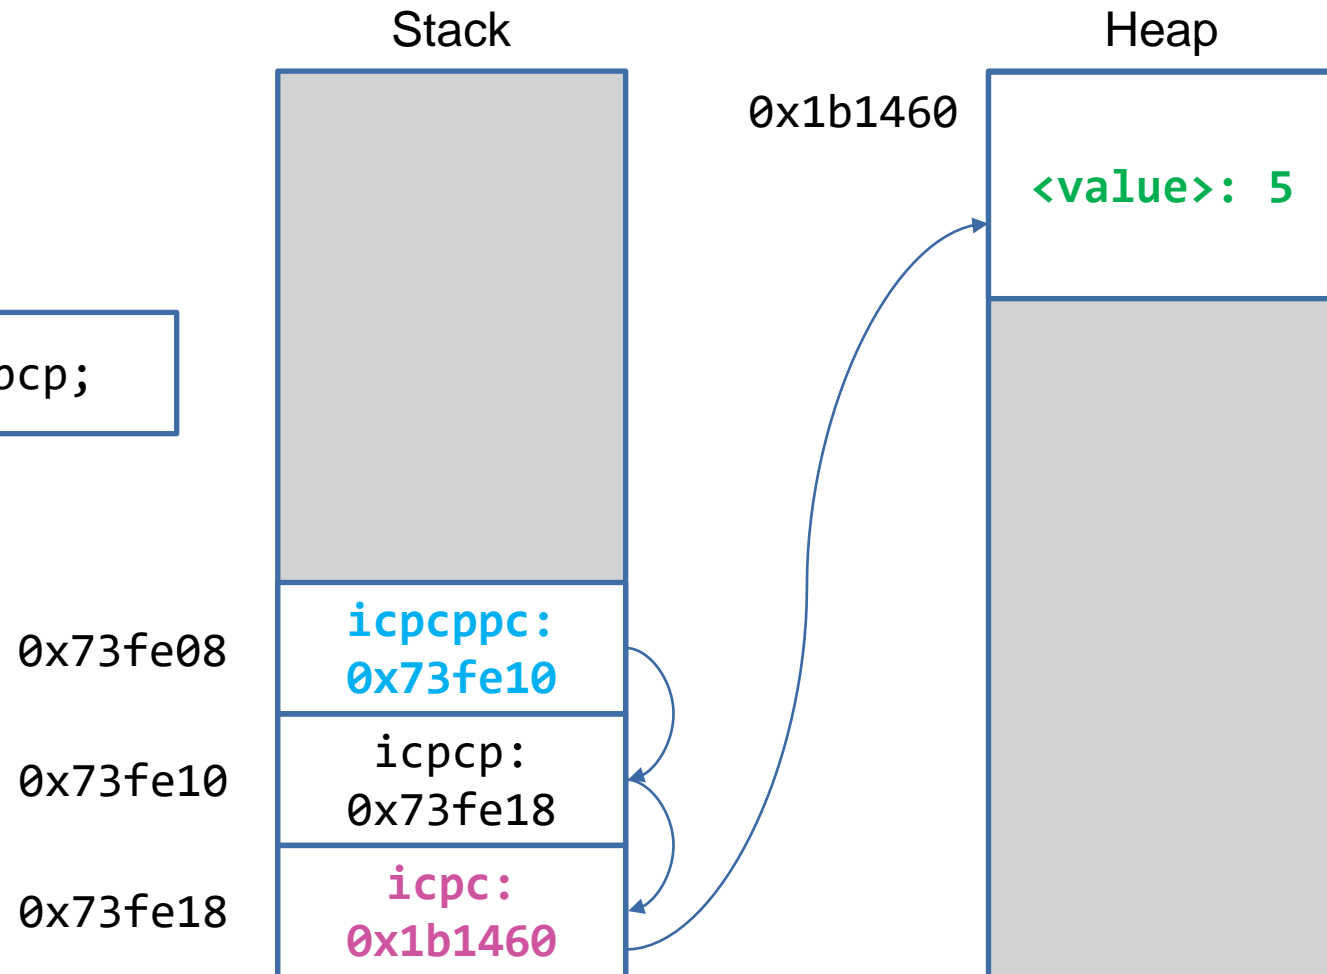 Stack
Heap
0x1b1460
<value>: 5
pcp;
0x73fe08
icpcppc:
0x73fe10
0x73fe10
icpcp:
0x73fe18
0x73fe18
icpc:
0x1b1460